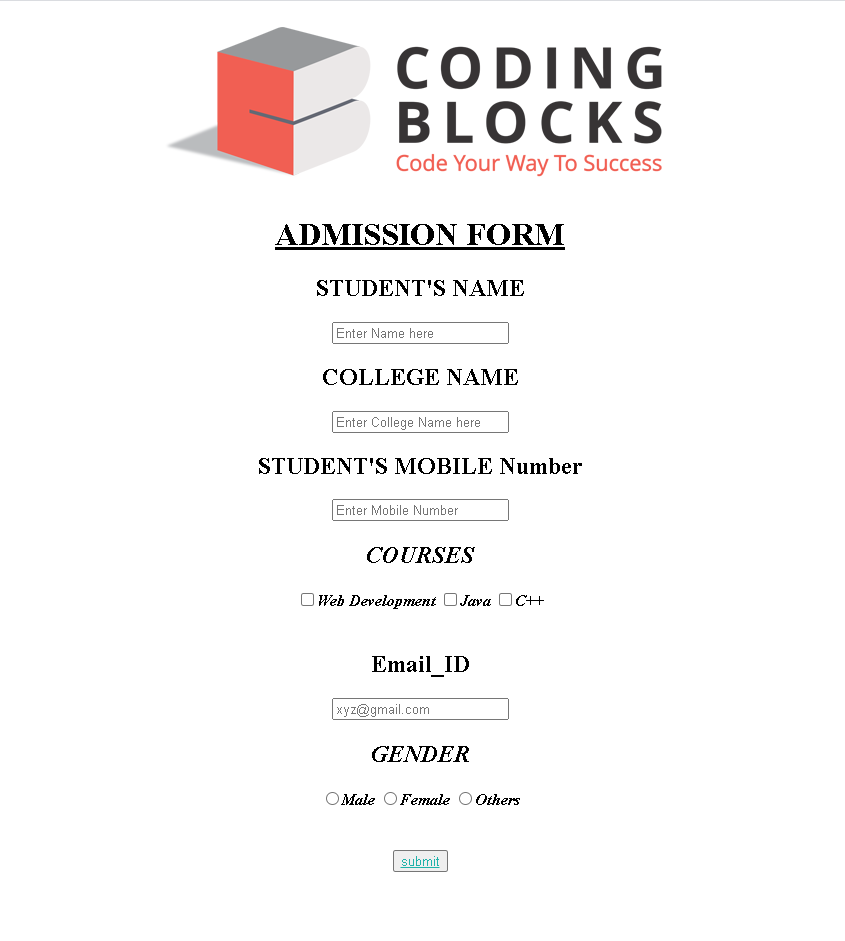 CODING
BLOCKS
Code Your Way To Success
ADMISSION FORM
STUDENT'S NAME
Enter Name here
COLLEGE NAME
Enter College Name here
STUDENT'S MOBILE Number
Enter Mobile Number
COURSES
Web Development Java C++
Email_ID
xyz@gmail.com
GENDER
Male Female Others
submit